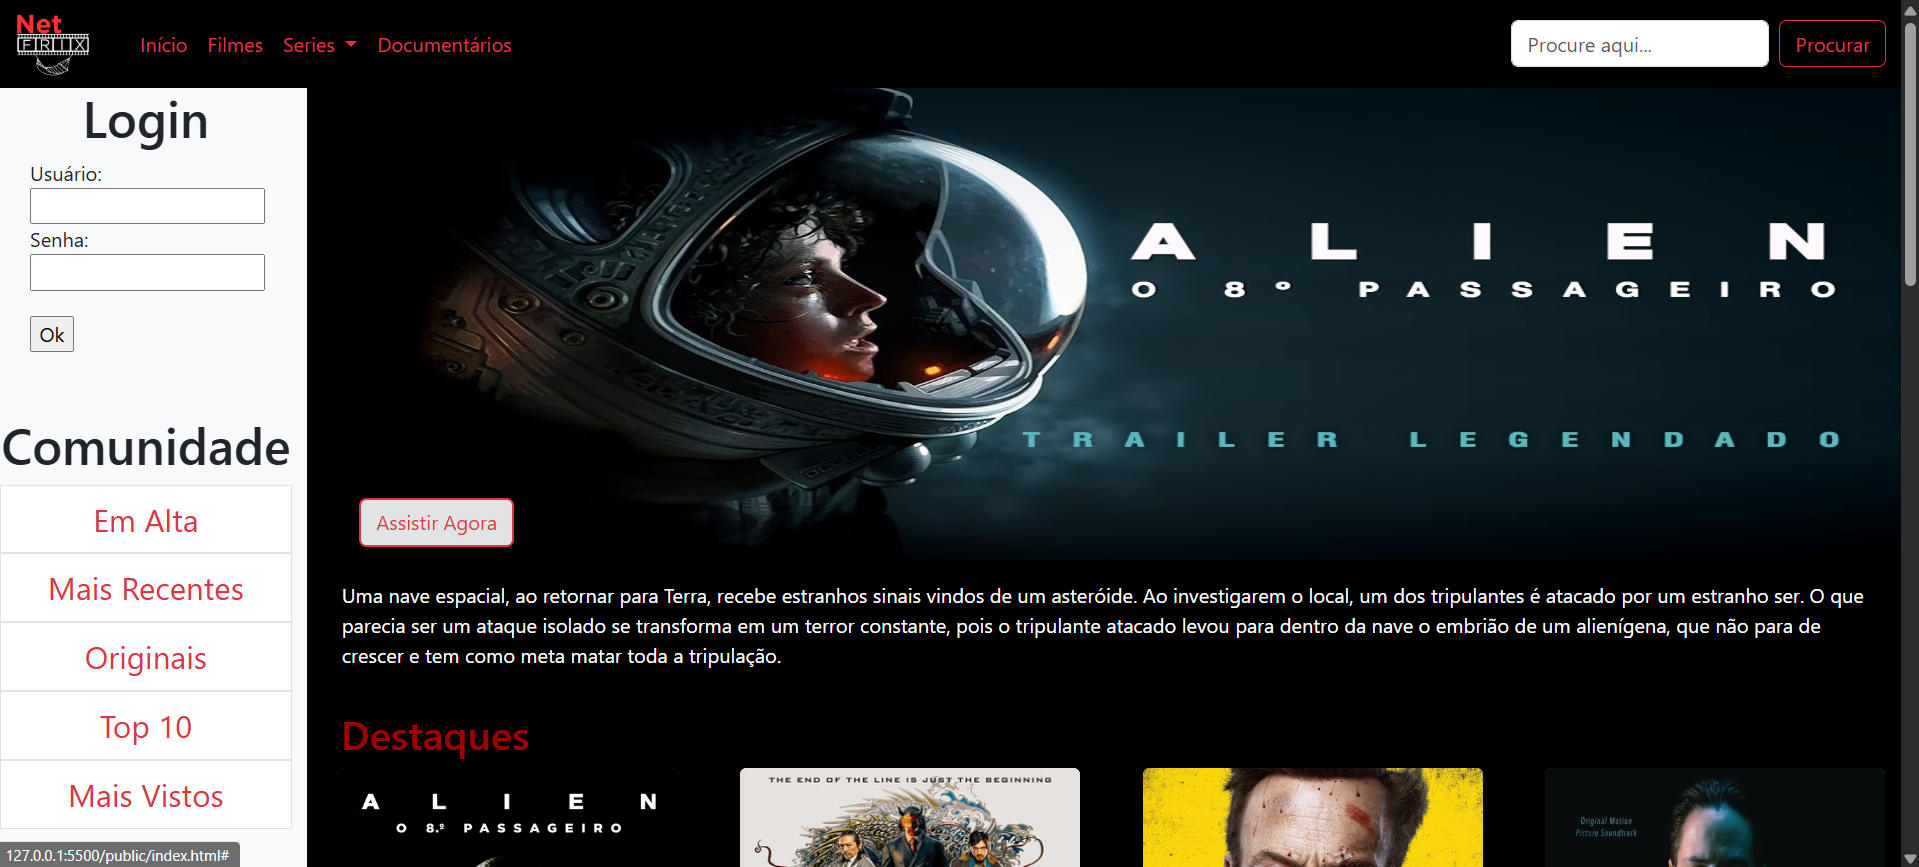 Net
FIRLIX
Início Filmes Series Documentários
Procure aqui...
Procurar
Login
Usuário:
Senha:
Ok
Comunidade
Em Alta
Mais Recentes
Originais
Top 10
Mais Vistos
ALIEN
O 8º PASSAGEIRO
TRAILER LEGENDADO
Assistir Agora
Uma nave espacial, ao retornar para Terra, recebe estranhos sinais vindos de um asteróide. Ao investigarem o local, um dos tripulantes é atacado por um estranho ser. O que
parecia ser um ataque isolado se transforma em um terror constante, pois o tripulante atacado levou para dentro da nave o embrião de um alienígena, que não para de
crescer e tem como meta matar toda a tripulação.
Destaques
ALIEN
O 8.º PASSAGEIRO
THE END OF THE LINE IS JUST THE BEGINNING
Original Motion
Picture Soundtrack
127.0.0.1:5500/public/index.html#